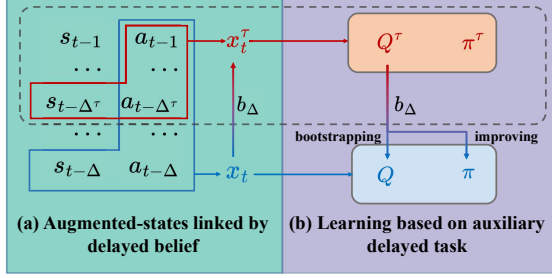 s_{t−1} a_{t−1} x_t^τ Q^τ π^τ
⋯ ⋯
s_{t−Δ^τ} a_{t−Δ^τ} b_Δ b_Δ
⋯ ⋯
bootstrapping improving
s_{t−Δ} a_{t−Δ} x_t Q π
(a) Augmented-states linked by
delayed belief
(b) Learning based on auxiliary
delayed task